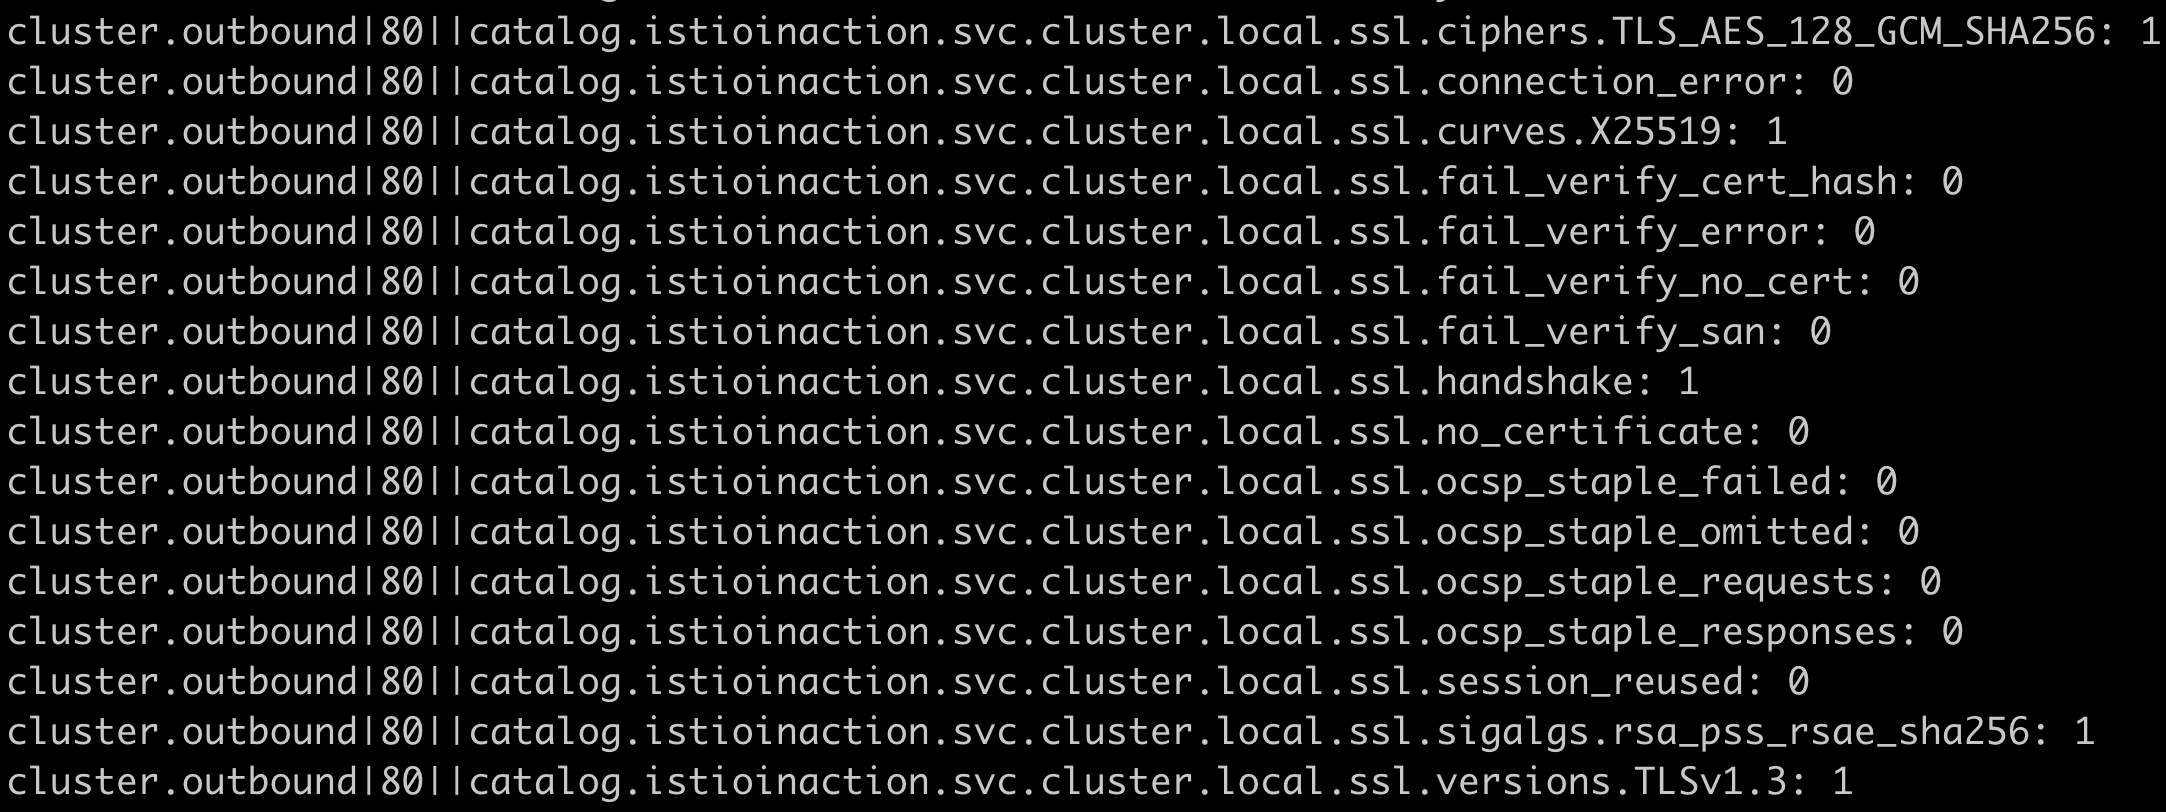 cluster.outbound|80||catalog.istioinaction.svc.cluster.local.ssl.ciphers.TLS_AES_128_GCM_SHA256: 1
cluster.outbound|80||catalog.istioinaction.svc.cluster.local.ssl.connection_error: 0
cluster.outbound|80||catalog.istioinaction.svc.cluster.local.ssl.curves.X25519: 1
cluster.outbound|80||catalog.istioinaction.svc.cluster.local.ssl.fail_verify_cert_hash: 0
cluster.outbound|80||catalog.istioinaction.svc.cluster.local.ssl.fail_verify_error: 0
cluster.outbound|80||catalog.istioinaction.svc.cluster.local.ssl.fail_verify_no_cert: 0
cluster.outbound|80||catalog.istioinaction.svc.cluster.local.ssl.fail_verify_san: 0
cluster.outbound|80||catalog.istioinaction.svc.cluster.local.ssl.handshake: 1
cluster.outbound|80||catalog.istioinaction.svc.cluster.local.ssl.no_certificate: 0
cluster.outbound|80||catalog.istioinaction.svc.cluster.local.ssl.ocsp_staple_failed: 0
cluster.outbound|80||catalog.istioinaction.svc.cluster.local.ssl.ocsp_staple_omitted: 0
cluster.outbound|80||catalog.istioinaction.svc.cluster.local.ssl.ocsp_staple_requests: 0
cluster.outbound|80||catalog.istioinaction.svc.cluster.local.ssl.ocsp_staple_responses: 0
cluster.outbound|80||catalog.istioinaction.svc.cluster.local.ssl.session_reused: 0
cluster.outbound|80||catalog.istioinaction.svc.cluster.local.ssl.sigalgs.rsa_pss_rsae_sha256: 1
cluster.outbound|80||catalog.istioinaction.svc.cluster.local.ssl.versions.TLSv1.3: 1